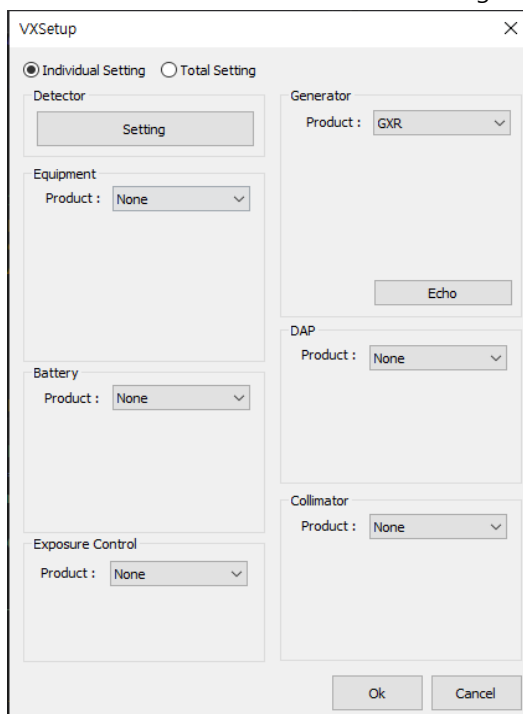 VXSetup
Individual Setting Total Setting
Detector
Setting
Equipment
Product : None
Battery
Product : None
Exposure Control
Product : None
Generator
Product : GXR
Echo
DAP
Product : None
Collimator
Product : None
Ok Cancel